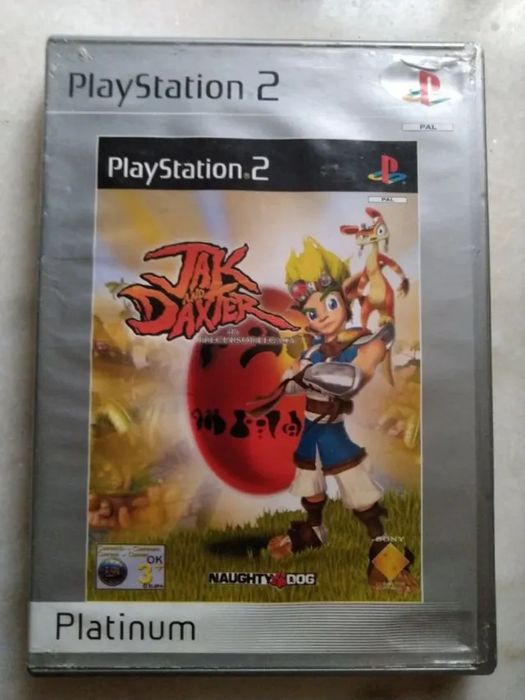 PlayStation 2
PAL
PlayStation 2
PAL
JAK
AND
DAXTER
THE
PRECURSOR LEGACY
OK
3+
SONY
NAUGHTY DOG
Platinum